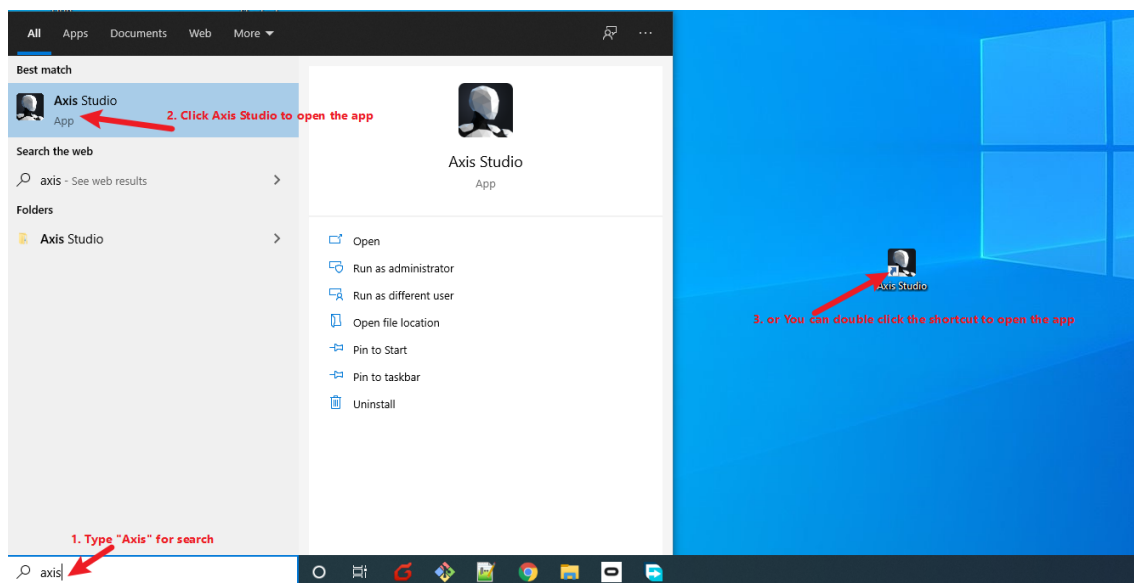 All Apps Documents Web More
Best match
Axis Studio
App
2. Click Axis Studio to open the app
Search the web
axis - See web results
Folders
Axis Studio
Axis Studio
App
Open
Run as administrator
Run as different user
Open file location
Pin to Start
Pin to taskbar
Uninstall
Axis Studio
3. or You can double click the shortcut to open the app
1. Type "Axis" for search
axis